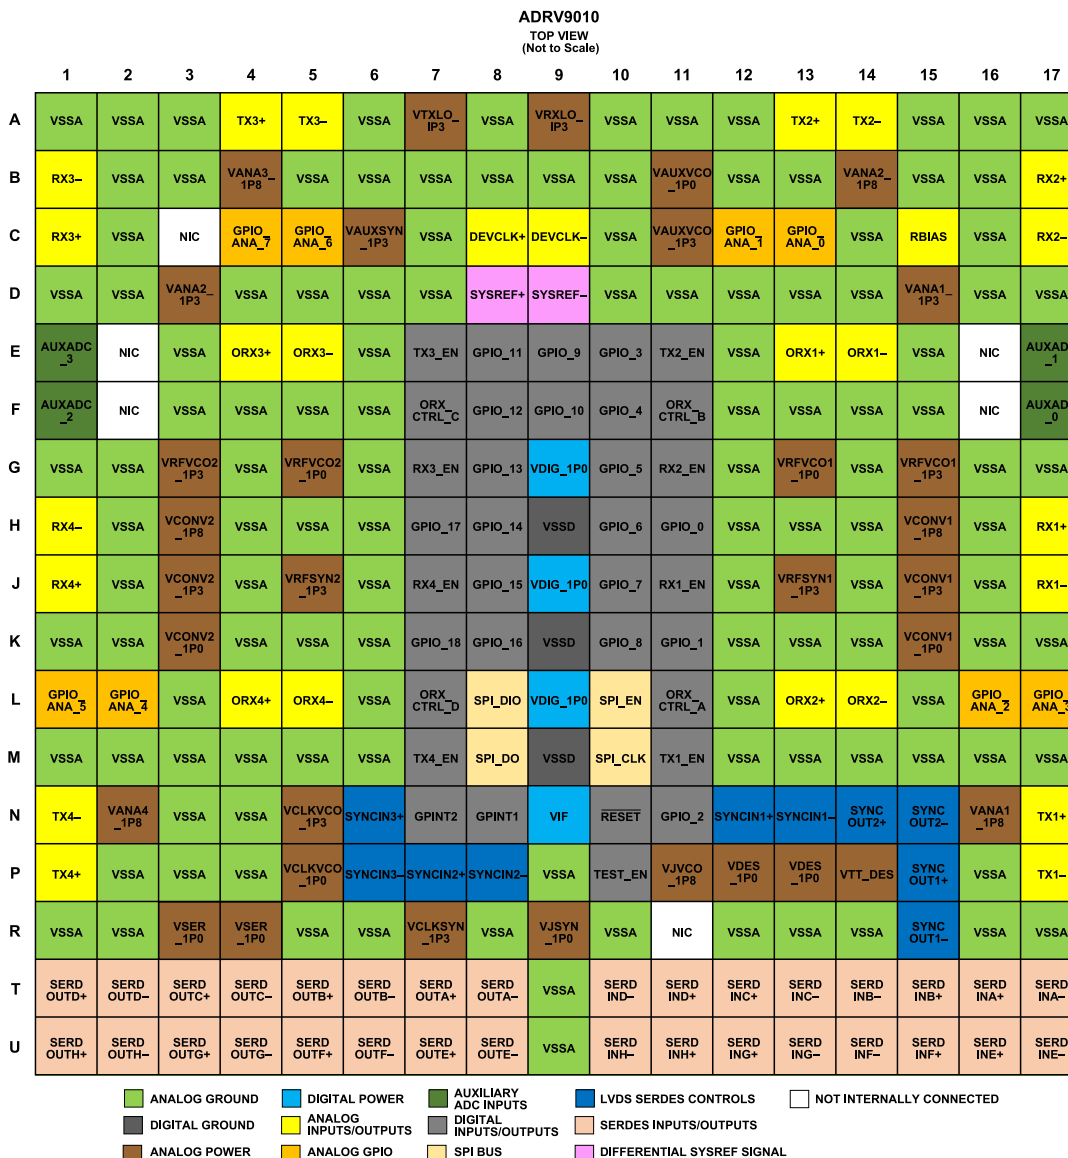 ADRV9010
TOP VIEW
(Not to Scale)
1 2 3 4 5 6 7 8 9 10 11 12 13 14 15 16 17
A VSSA VSSA VSSA TX3+ TX3– VSSA VTXLO_IP3 VSSA VRXLO_IP3 VSSA VSSA VSSA TX2+ TX2– VSSA VSSA VSSA
B RX3– VSSA VSSA VANA3_1P8 VSSA VSSA VSSA VSSA VSSA VSSA VAUXVCO_1P0 VSSA VSSA VANA2_1P8 VSSA VSSA RX2+
C RX3+ VSSA NIC GPIO_ANA_7 GPIO_ANA_6 VAUXSYN_1P3 VSSA DEVCLK+ DEVCLK– VSSA VAUXVCO_1P3 GPIO_ANA_1 GPIO_ANA_0 VSSA RBIAS VSSA RX2–
D VSSA VSSA VANA2_1P3 VSSA VSSA VSSA VSSA SYSREF+ SYSREF– VSSA VSSA VSSA VSSA VSSA VANA1_1P3 VSSA VSSA
E AUXADC_3 NIC VSSA ORX3+ ORX3– VSSA TX3_EN GPIO_11 GPIO_9 GPIO_3 TX2_EN VSSA ORX1+ ORX1– VSSA NIC AUXAD_1
F AUXADC_2 NIC VSSA VSSA VSSA VSSA ORX_CTRL_C GPIO_12 GPIO_10 GPIO_4 ORX_CTRL_B VSSA VSSA VSSA VSSA NIC AUXAD_0
G VSSA VSSA VRFVCO2_1P3 VSSA VRFVCO2_1P0 VSSA RX3_EN GPIO_13 VDIG_1P0 GPIO_5 RX2_EN VSSA VRFVCO1_1P0 VSSA VRFVCO1_1P3 VSSA VSSA
H RX4– VSSA VCONV2_1P8 VSSA VSSA VSSA GPIO_17 GPIO_14 VSSD GPIO_6 GPIO_0 VSSA VSSA VSSA VCONV1_1P8 VSSA RX1+
J RX4+ VSSA VCONV2_1P3 VSSA VRFSYN2_1P3 VSSA RX4_EN GPIO_15 VDIG_1P0 GPIO_7 RX1_EN VSSA VRFSYN1_1P3 VSSA VCONV1_1P3 VSSA RX1–
K VSSA VSSA VCONV2_1P0 VSSA VSSA VSSA GPIO_18 GPIO_16 VSSD GPIO_8 GPIO_1 VSSA VSSA VSSA VCONV1_1P0 VSSA VSSA
L GPIO_ANA_5 GPIO_ANA_4 VSSA ORX4+ ORX4– VSSA ORX_CTRL_D SPI_DIO VDIG_1P0 SPI_EN ORX_CTRL_A VSSA ORX2+ ORX2– VSSA GPIO_ANA_2 GPIO_ANA_3
M VSSA VSSA VSSA VSSA VSSA VSSA TX4_EN SPI_DO VSSD SPI_CLK TX1_EN VSSA VSSA VSSA VSSA VSSA VSSA
N TX4– VANA4_1P8 VSSA VSSA VCLKVCO_1P3 SYNCIN3+ GPINT2 GPINT1 VIF RESET GPIO_2 SYNCIN1+ SYNCIN1– SYNC OUT2+ SYNC OUT2– VANA1_1P8 TX1+
P TX4+ VSSA VSSA VSSA VCLKVCO_1P0 SYNCIN3– SYNCIN2+ SYNCIN2– VSSA TEST_EN VJVCO_1P8 VDES_1P0 VDES_1P0 VTT_DES SYNC OUT1+ VSSA TX1–
R VSSA VSSA VSER_1P0 VSER_1P0 VSSA VSSA VCLKSYN_1P3 VSSA VJSYN_1P0 VSSA NIC VSSA VSSA VSSA SYNC OUT1– VSSA VSSA
T SERD OUTD+ SERD OUTD– SERD OUTC+ SERD OUTC– SERD OUTB+ SERD OUTB– SERD OUTA+ SERD OUTA– VSSA SERD IND– SERD IND+ SERD INC+ SERD INC– SERD INB– SERD INB+ SERD INA+ SERD INA–
U SERD OUTH+ SERD OUTH– SERD OUTG+ SERD OUTG– SERD OUTF+ SERD OUTF– SERD OUTE+ SERD OUTE– VSSA SERD INH– SERD INH+ SERD ING+ SERD ING– SERD INF– SERD INF+ SERD INE+ SERD INE–
ANALOG GROUND DIGITAL POWER AUXILIARY ADC INPUTS LVDS SERDES CONTROLS NOT INTERNALLY CONNECTED
DIGITAL GROUND ANALOG INPUTS/OUTPUTS DIGITAL INPUTS/OUTPUTS SERDES INPUTS/OUTPUTS
ANALOG POWER ANALOG GPIO SPI BUS DIFFERENTIAL SYSREF SIGNAL